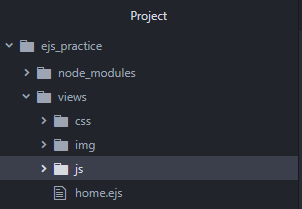 Project
ejs_practice
node_modules
views
css
img
js
home.ejs